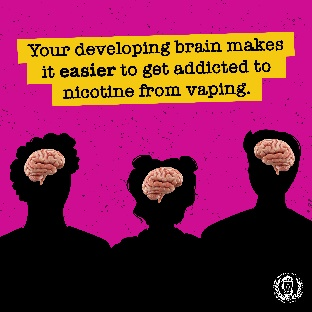 Your developing brain makes
it easier to get addicted to
nicotine from vaping.